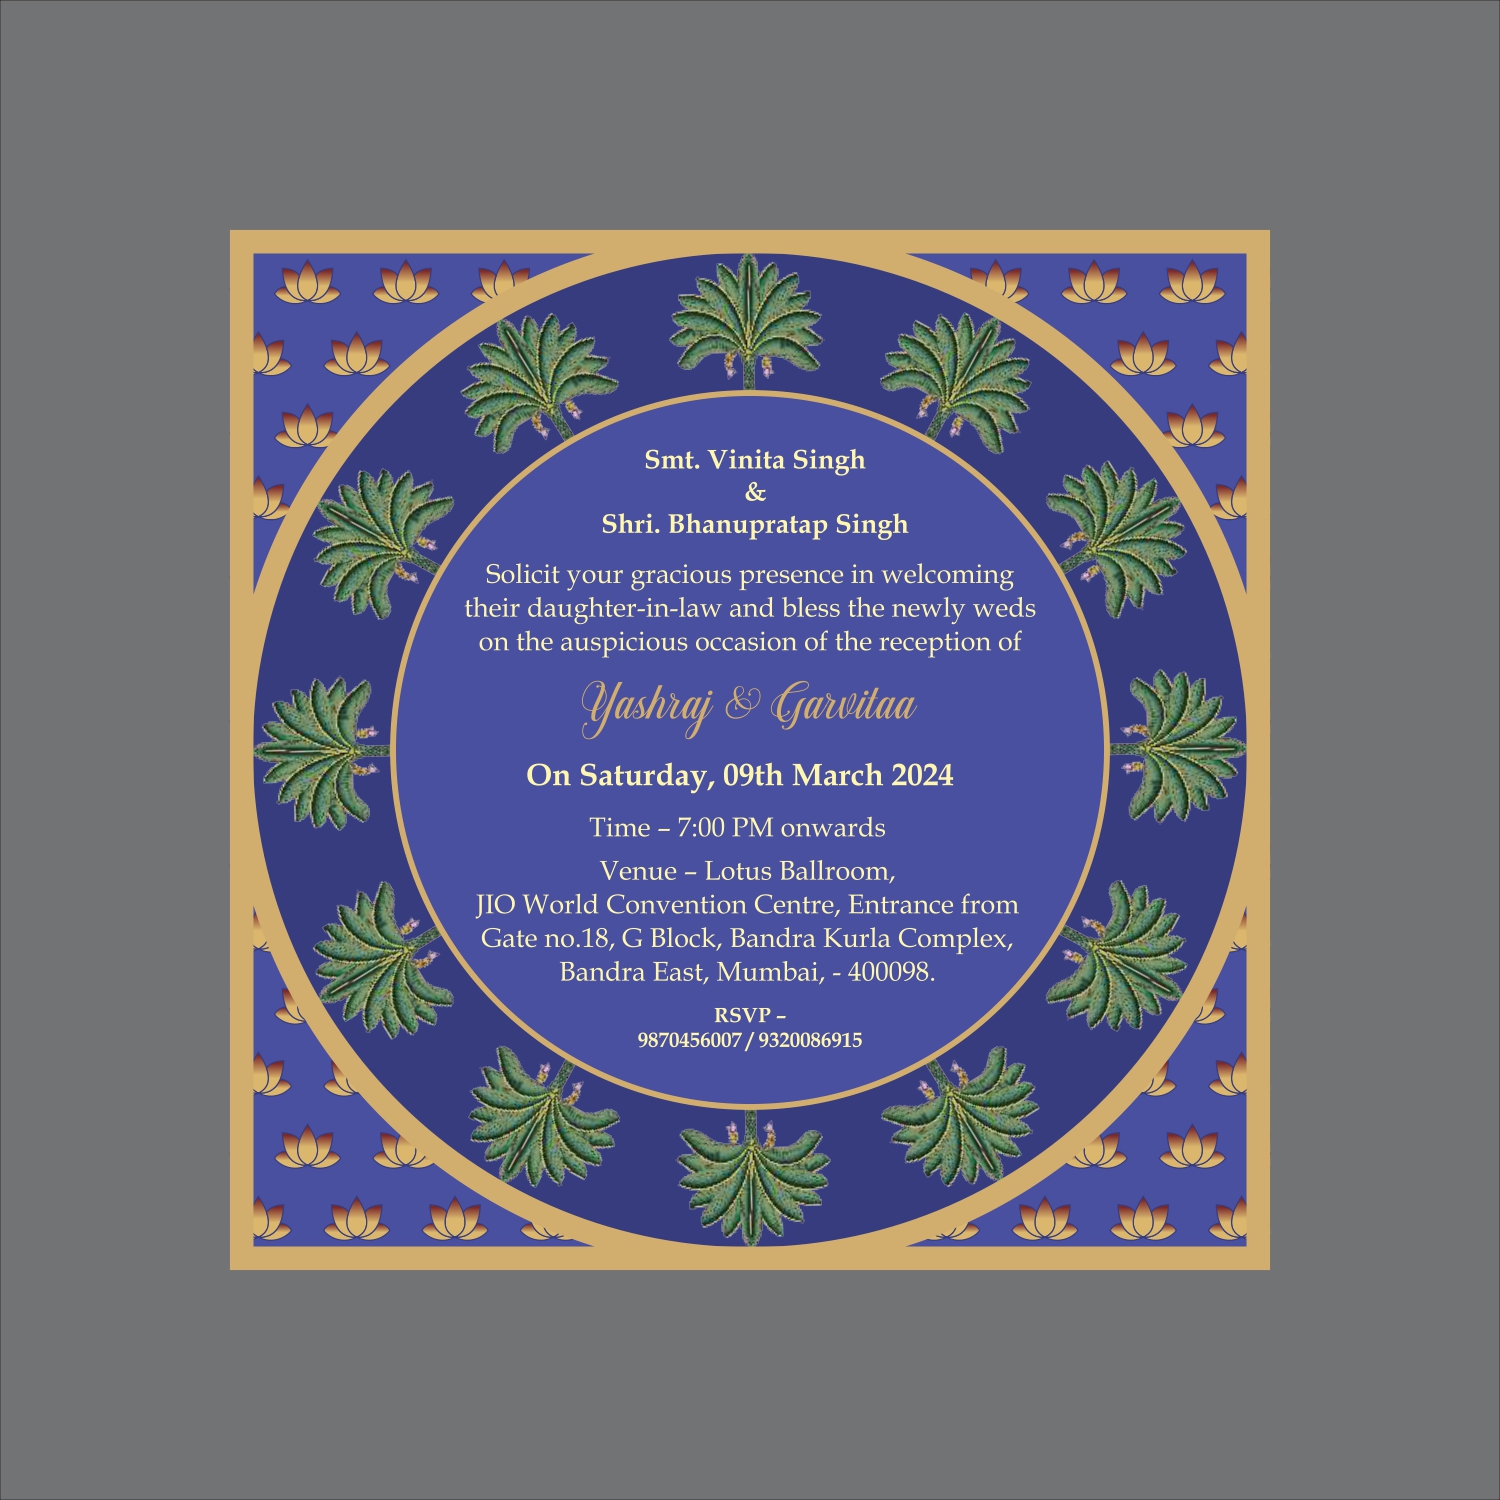 Smt. Vinita Singh
&
Shri. Bhanupratap Singh
Solicit your gracious presence in welcoming
their daughter-in-law and bless the newly weds
on the auspicious occasion of the reception of
Yashraj & Garvitaa
On Saturday, 09th March 2024
Time – 7:00 PM onwards
Venue – Lotus Ballroom,
JIO World Convention Centre, Entrance from
Gate no.18, G Block, Bandra Kurla Complex,
Bandra East, Mumbai, - 400098.
RSVP –
9870456007 / 9320086915